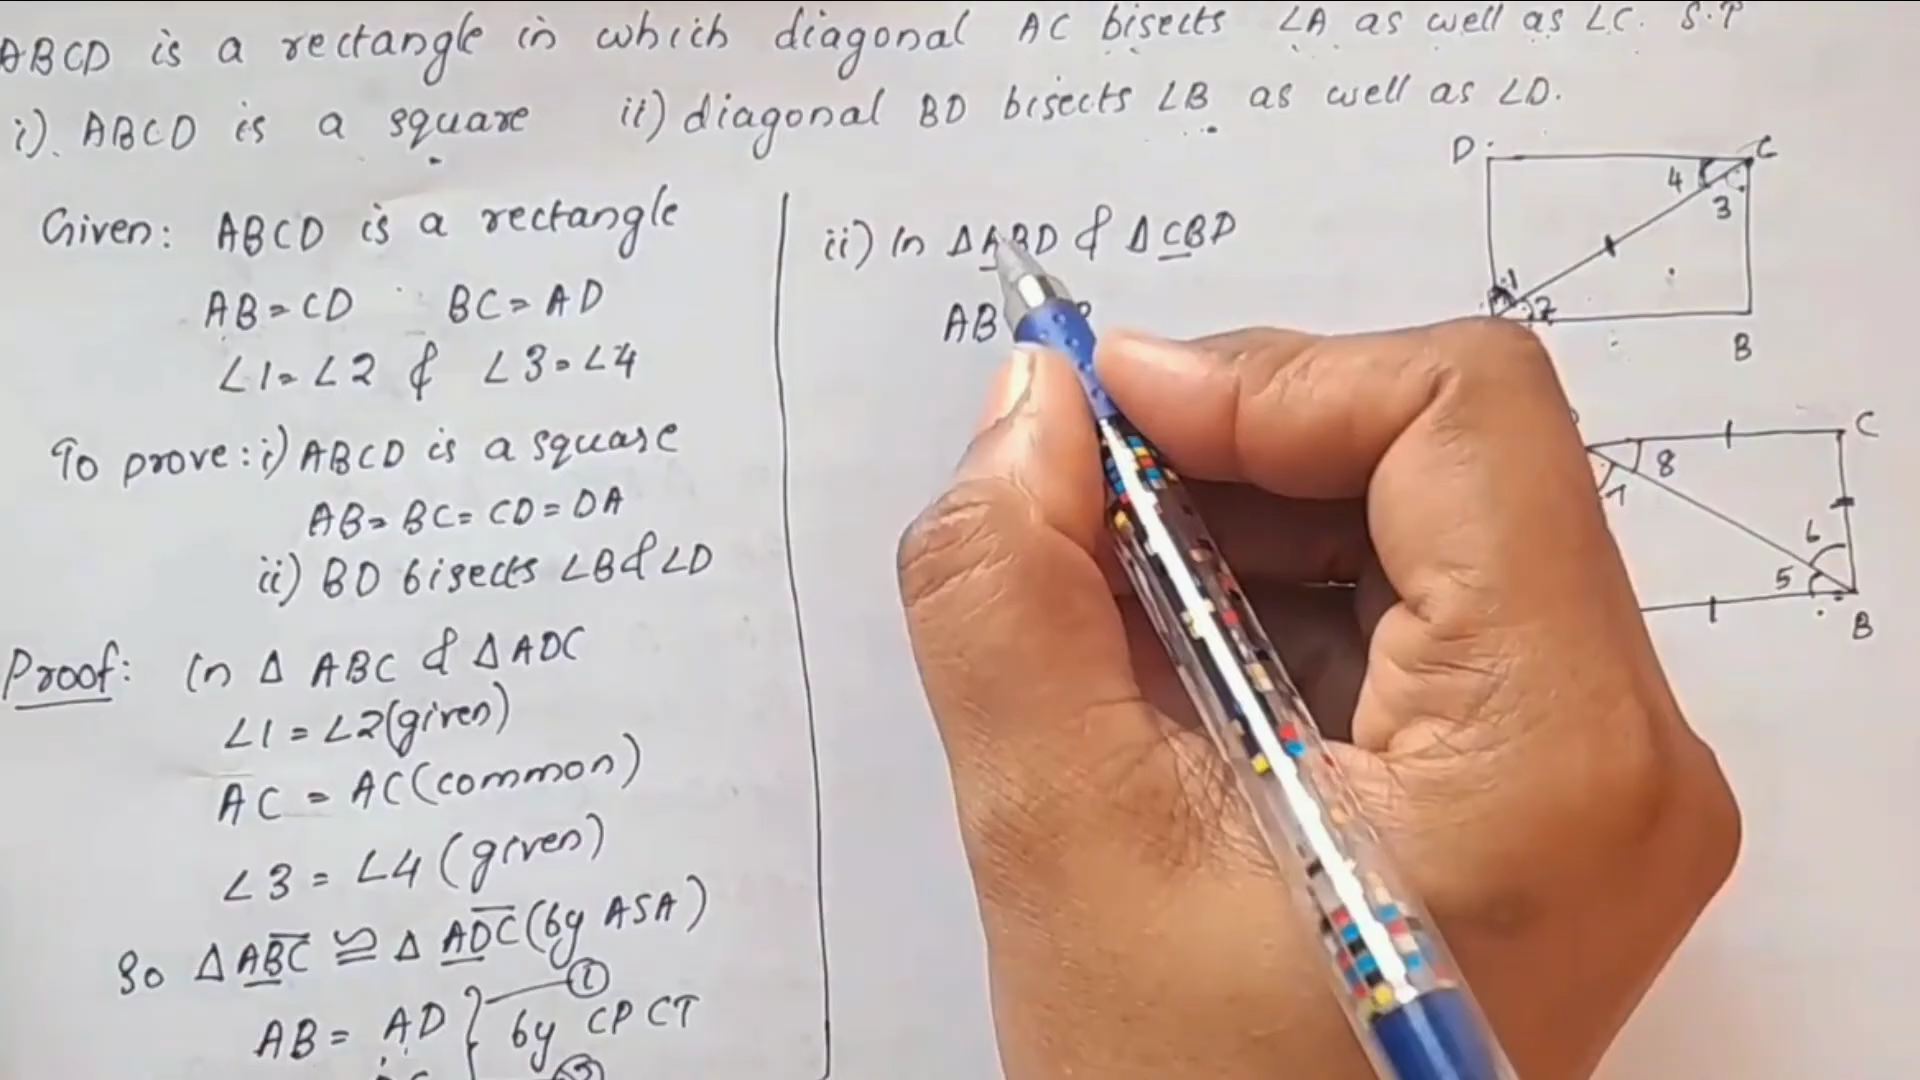 ABCD is a rectangle in which diagonal AC bisects ∠A as well as ∠C. S.T
i). ABCD is a square ii) diagonal BD bisects ∠B as well as ∠D.
Given: ABCD is a rectangle
AB = CD BC = AD
∠1 = ∠2 & ∠3 = ∠4
To prove: i) ABCD is a square
AB = BC = CD = DA
ii) BD bisects ∠B & ∠D
Proof: In Δ ABC & Δ ADC
∠1 = ∠2 (given)
AC = AC (common)
∠3 = ∠4 (given)
So Δ ABC ≅ Δ ADC (by ASA)
AB = AD } by CPCT
①
ii) In Δ ABD & Δ CBD
AB
D C
4
3
1
2
B
C
8
7
6
5
B